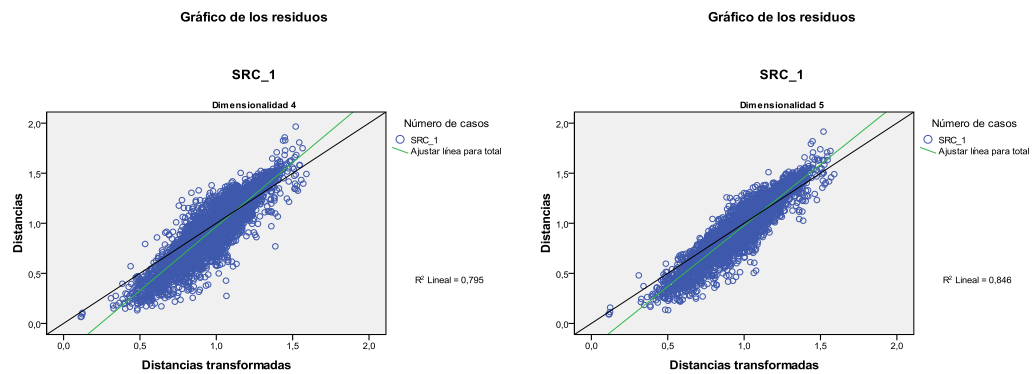 Gráfico de los residuos
SRC_1
Dimensionalidad 4
Número de casos
SRC_1
Ajustar línea para total
Distancias
2,0
1,5
1,0
0,5
0,0
R² Lineal = 0,795
0,0 0,5 1,0 1,5 2,0
Distancias transformadas
Gráfico de los residuos
SRC_1
Dimensionalidad 5
Número de casos
SRC_1
Ajustar línea para total
Distancias
2,0
1,5
1,0
0,5
0,0
R² Lineal = 0,846
0,0 0,5 1,0 1,5 2,0
Distancias transformadas